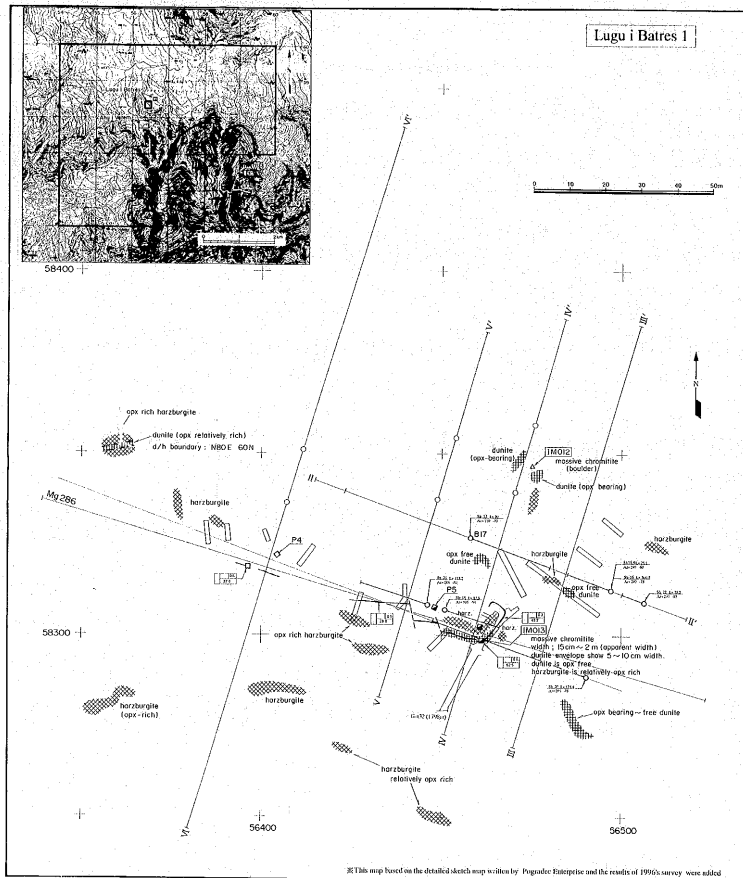 Lugu i Batres 1
0 10 20 30 40 50m
58400
VI'
V'
IV'
III'
N
opx rich harzburgite
dunite (opx relatively rich)
d/h boundary : N80E 60N
dunite
(opx-bearing)
1M012
massive chromitite
(boulder)
dunite (opx bearing)
Mg 286
II
harzburgite
B17
P4
opx free
dunite
harzburgite
harzburgite
opx free
dunite
P5
harz.
harz.
II'
58300
opx rich harzburgite
1M013
massive chromitite
width ; 15cm~2 m (apparent width)
dunite envelope show 5~10 cm width.
dunite is opx free
harzburgite is relatively opx rich
harzburgite
(opx-rich)
harzburgite
V
IV
III
opx bearing~free dunite
harzburgite
relatively opx rich
VI
56400
56500
※This map based on the detailed sketch map written by Pogradec Enterprise and the results of 1996's survey were added